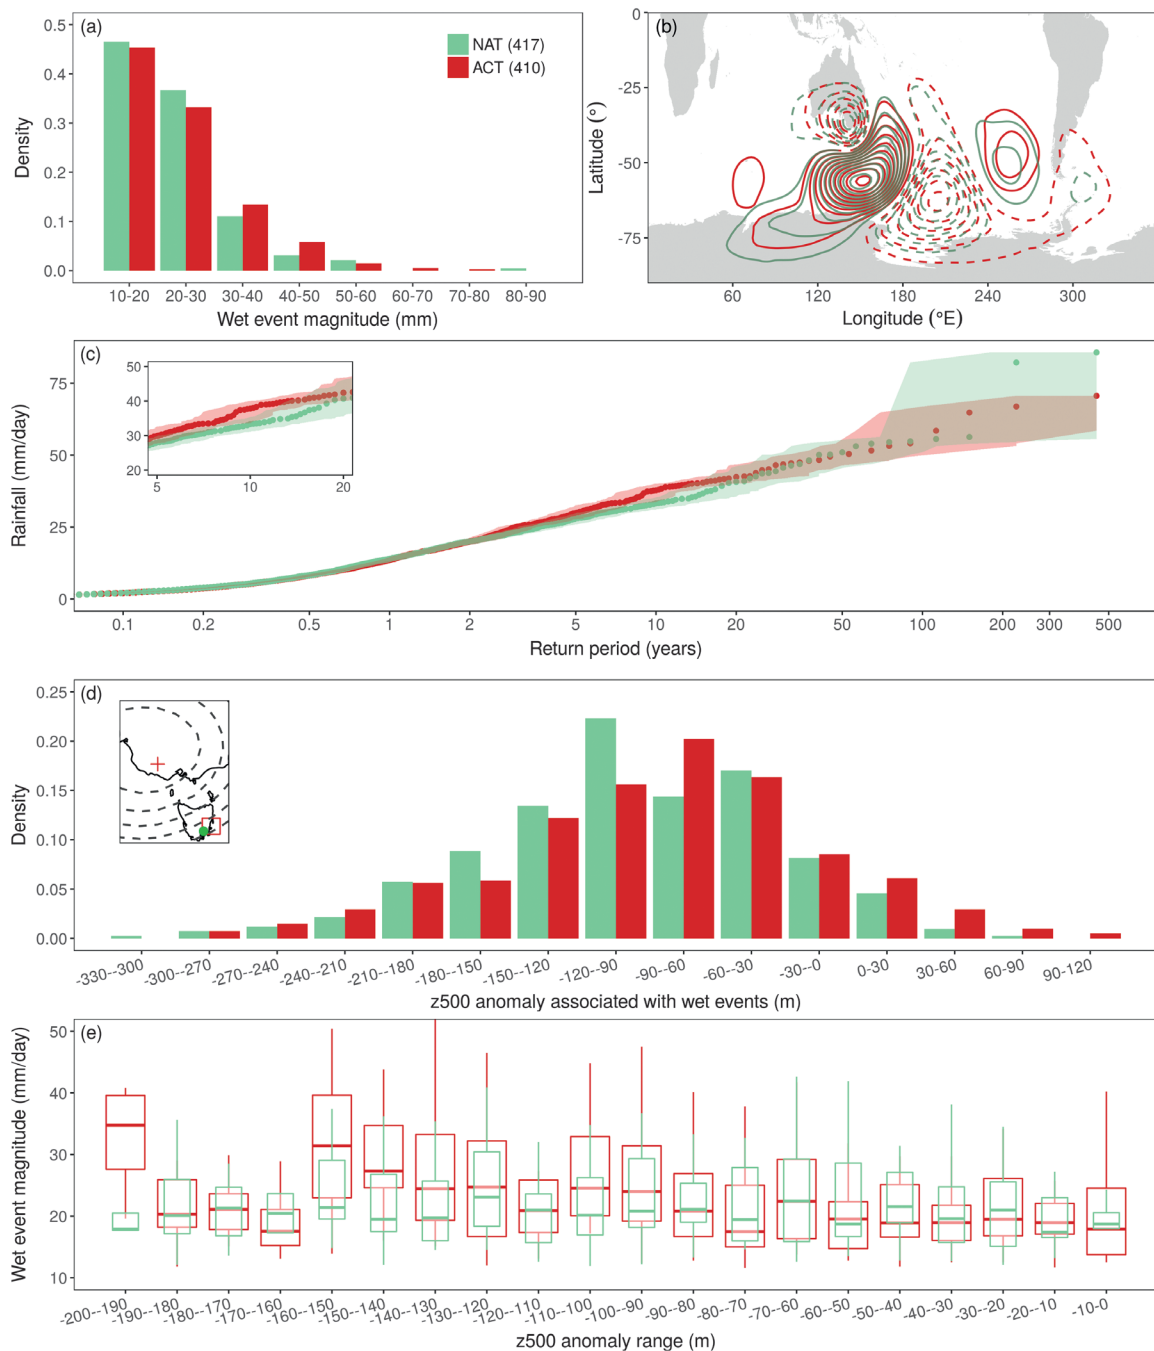 (a)
NAT (417)
ACT (410)
0.5
0.4
0.3
0.2
0.1
0.0
Density
10-20 20-30 30-40 40-50 50-60 60-70 70-80 80-90
Wet event magnitude (mm)
(b)
0
-25
-50
-75
Latitude (°)
60 120 180 240 300
Longitude (°E)
(c)
75
50
25
0
Rainfall (mm/day)
50
40
30
20
5 10 20
0.1 0.2 0.5 1 2 5 10 20 50 100 200 300 500
Return period (years)
(d)
0.25
0.20
0.15
0.10
0.05
0.00
Density
-330--300 -300--270 -270--240 -240--210 -210--180 -180--150 -150--120 -120--90 -90--60 -60--30 -30--0 0-30 30-60 60-90 90-120
z500 anomaly associated with wet events (m)
(e)
50
40
30
20
10
Wet event magnitude (mm/day)
-200--190 -190--180 -180--170 -170--160 -160--150 -150--140 -140--130 -130--120 -120--110 -110--100 -100--90 -90--80 -80--70 -70--60 -60--50 -50--40 -40--30 -30--20 -20--10 -10-0
z500 anomaly range (m)